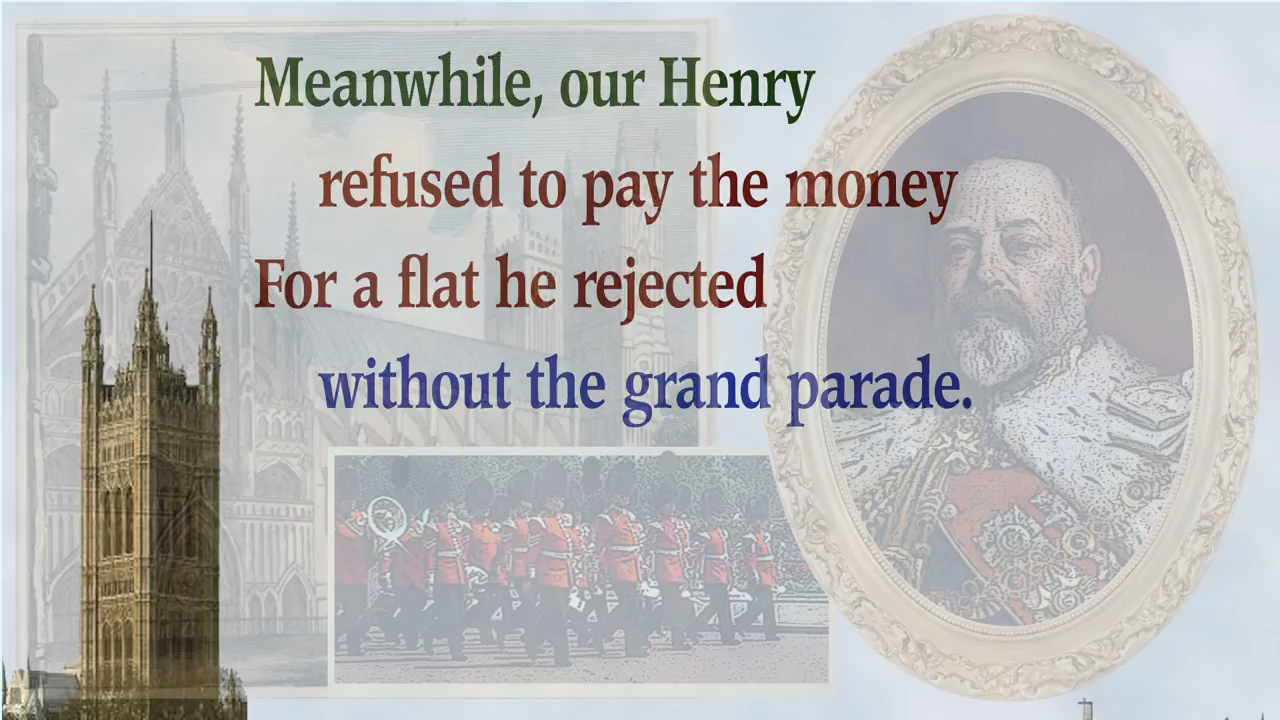 Meanwhile, our Henry
refused to pay the money
For a flat he rejected
without the grand parade.